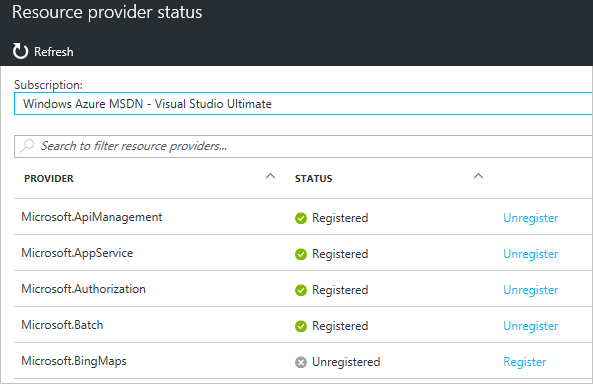 Resource provider status
Refresh
Subscription:
Windows Azure MSDN - Visual Studio Ultimate
Search to filter resource providers...
PROVIDER STATUS
Microsoft.ApiManagement Registered Unregister
Microsoft.AppService Registered Unregister
Microsoft.Authorization Registered Unregister
Microsoft.Batch Registered Unregister
Microsoft.BingMaps Unregistered Register